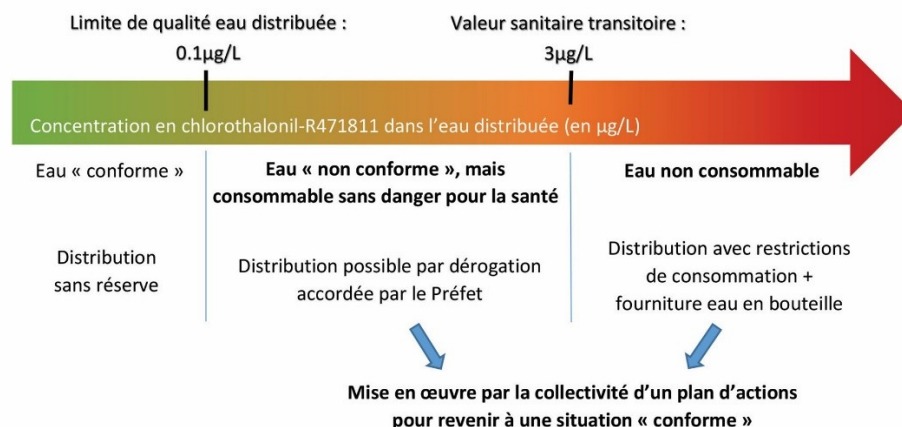 Limite de qualité eau distribuée :
0.1µg/L
Valeur sanitaire transitoire :
3µg/L
Concentration en chlorothalonil-R471811 dans l’eau distribuée (en µg/L)
Eau « conforme »
Eau « non conforme », mais
consommable sans danger pour la santé
Eau non consommable
Distribution
sans réserve
Distribution possible par dérogation
accordée par le Préfet
Distribution avec restrictions
de consommation +
fourniture eau en bouteille
Mise en œuvre par la collectivité d’un plan d’actions
pour revenir à une situation « conforme »